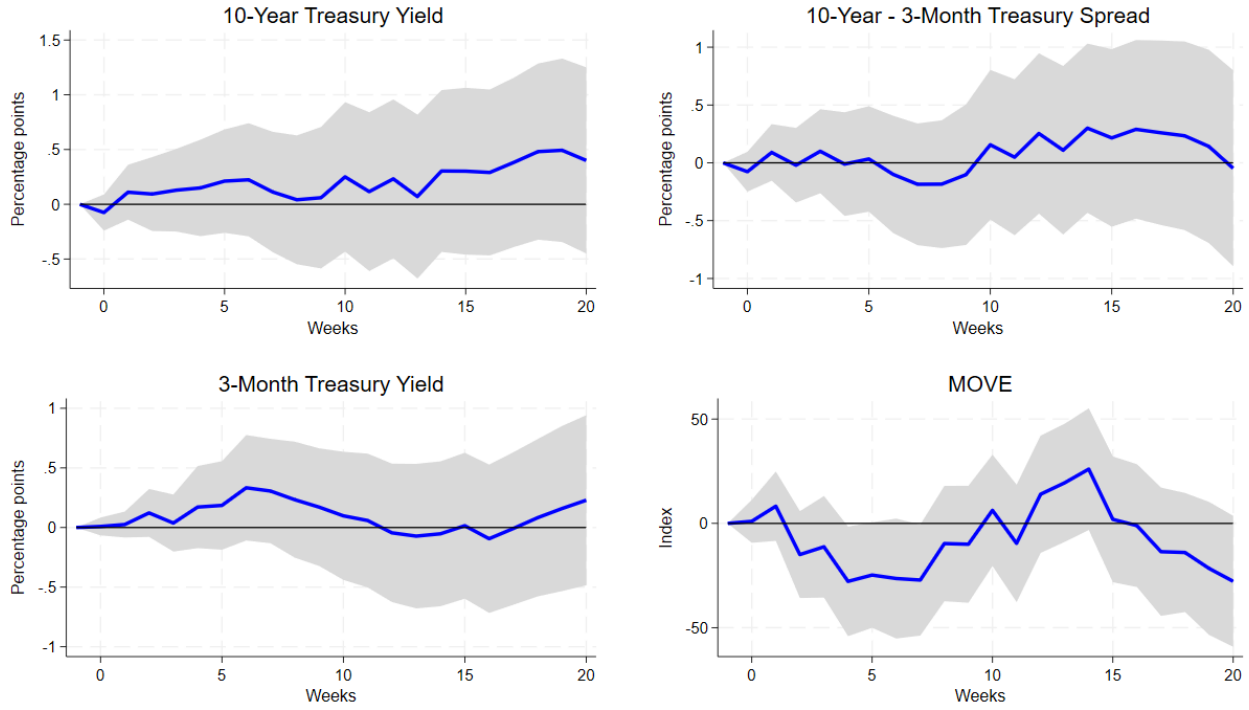 10-Year Treasury Yield
Percentage points
1.5
1
.5
0
-.5
0 5 10 15 20
Weeks
10-Year - 3-Month Treasury Spread
Percentage points
1
.5
0
-.5
-1
0 5 10 15 20
Weeks
3-Month Treasury Yield
Percentage points
1
.5
0
-.5
-1
0 5 10 15 20
Weeks
MOVE
Index
50
0
-50
0 5 10 15 20
Weeks